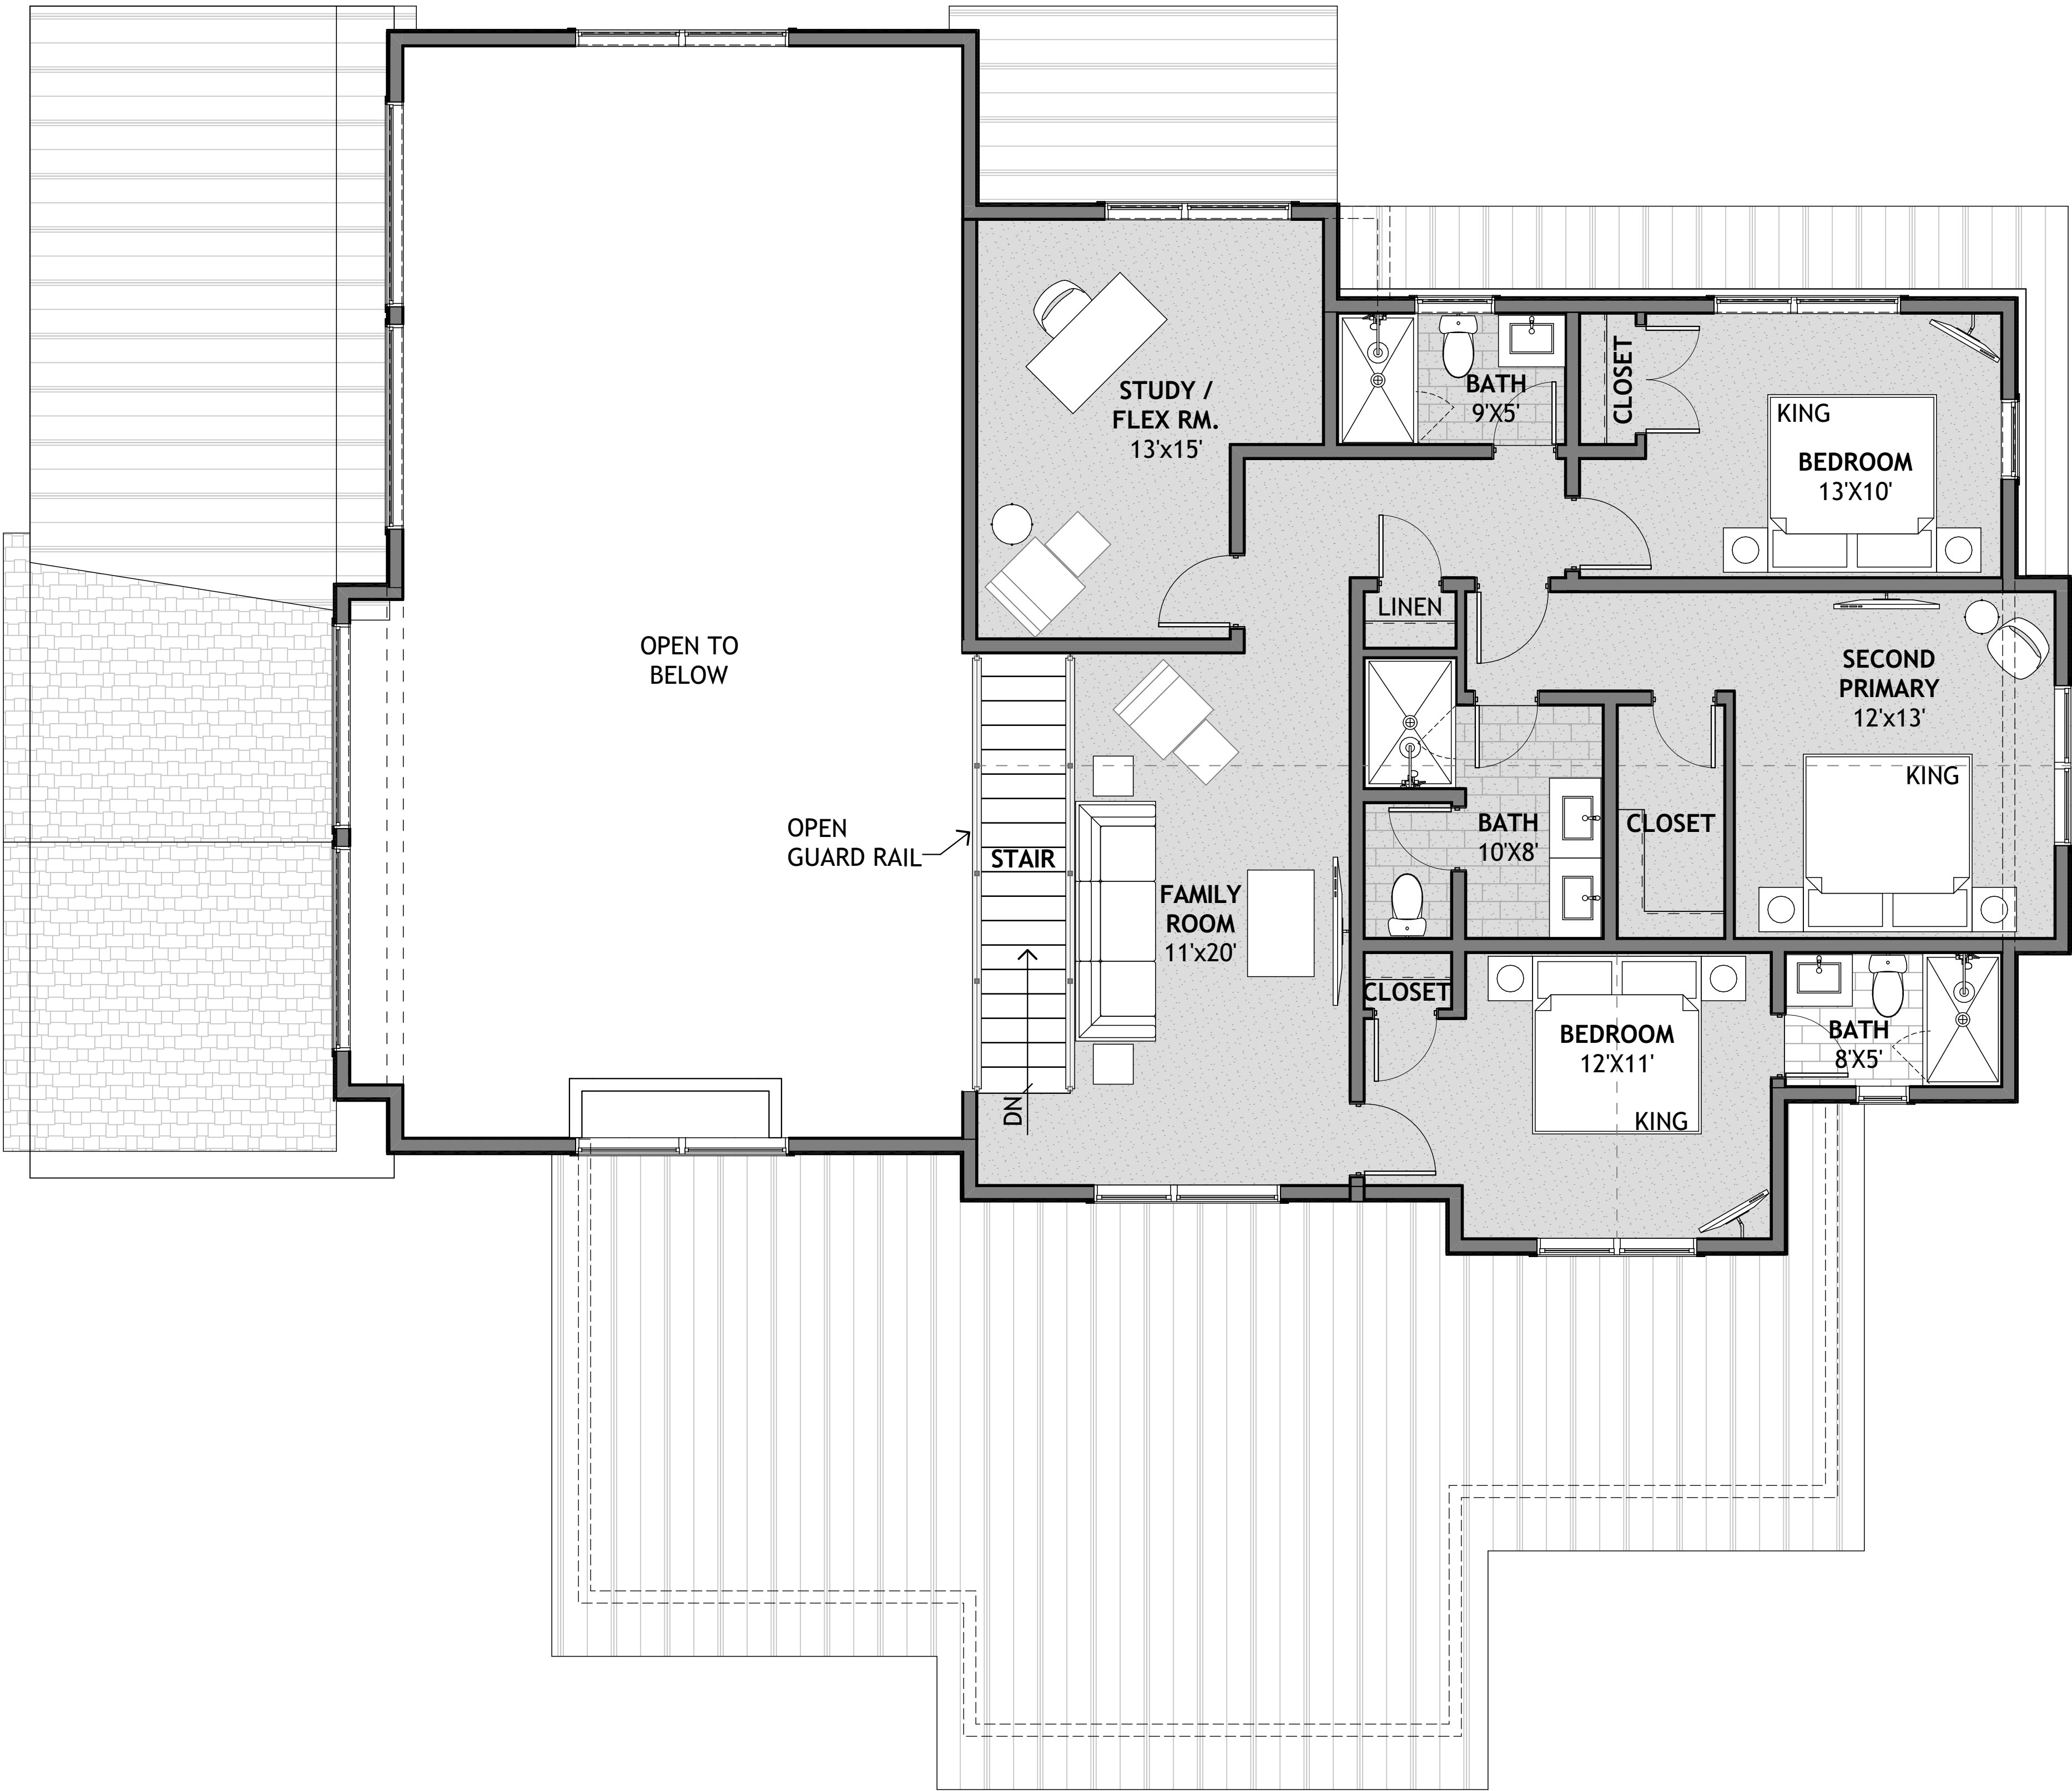 STUDY /
FLEX RM.
13'x15'
BATH
9'X5'
CLOSET
KING
BEDROOM
13'X10'
OPEN TO
BELOW
LINEN
SECOND
PRIMARY
12'x13'
KING
OPEN
GUARD RAIL
STAIR
BATH
10'X8'
CLOSET
FAMILY
ROOM
11'x20'
CLOSET
BEDROOM
12'X11'
KING
BATH
8'X5'
DN